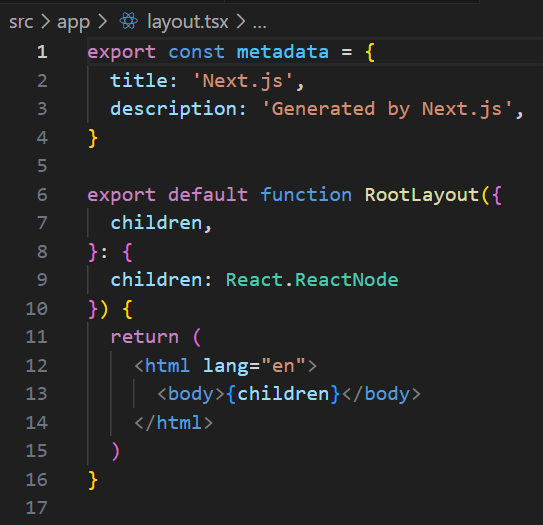 src > app > layout.tsx > ...
1 export const metadata = {
2   title: 'Next.js',
3   description: 'Generated by Next.js',
4 }
5
6 export default function RootLayout({
7   children,
8 }: {
9   children: React.ReactNode
10 }) {
11   return (
12     <html lang="en">
13       <body>{children}</body>
14     </html>
15   )
16 }
17